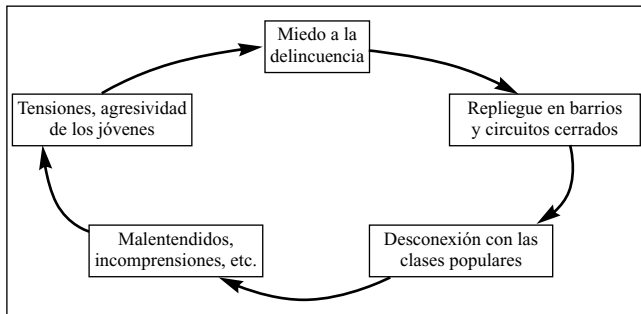 Miedo a la
delincuencia
Repliegue en barrios
y circuitos cerrados
Desconexión con las
clases populares
Malentendidos,
incomprensiones, etc.
Tensiones, agresividad
de los jóvenes